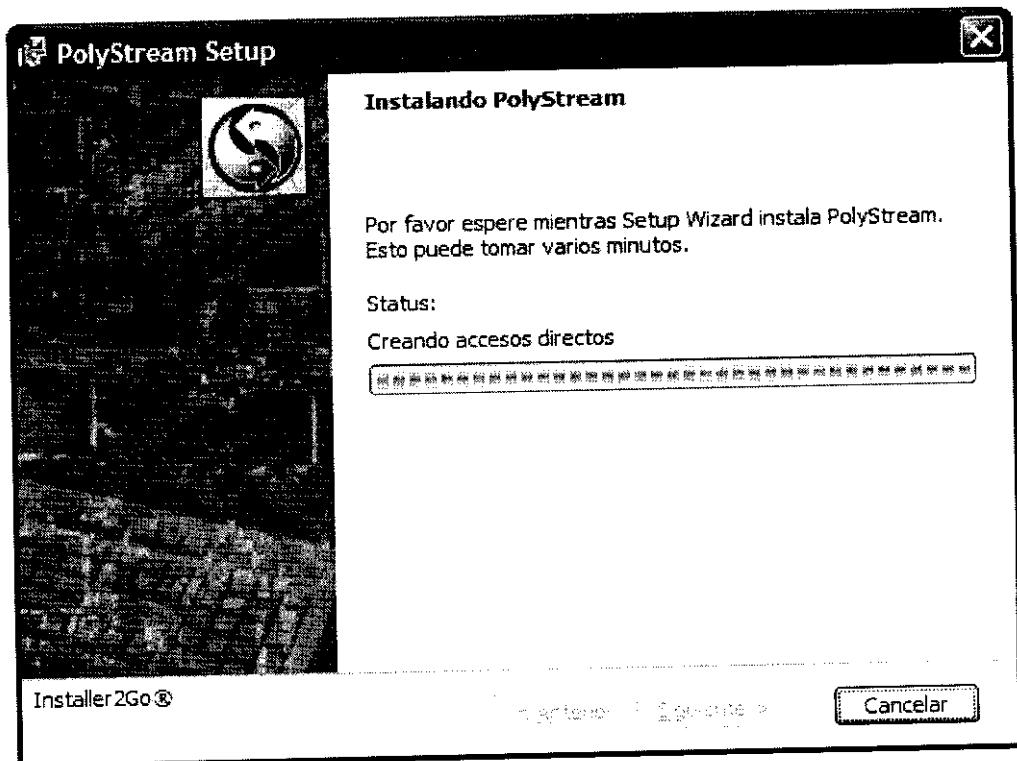 PolyStream Setup
Instalando PolyStream
Por favor espere mientras Setup Wizard instala PolyStream.
Esto puede tomar varios minutos.
Status:
Creando accesos directos
Installer2Go®
Cancelar